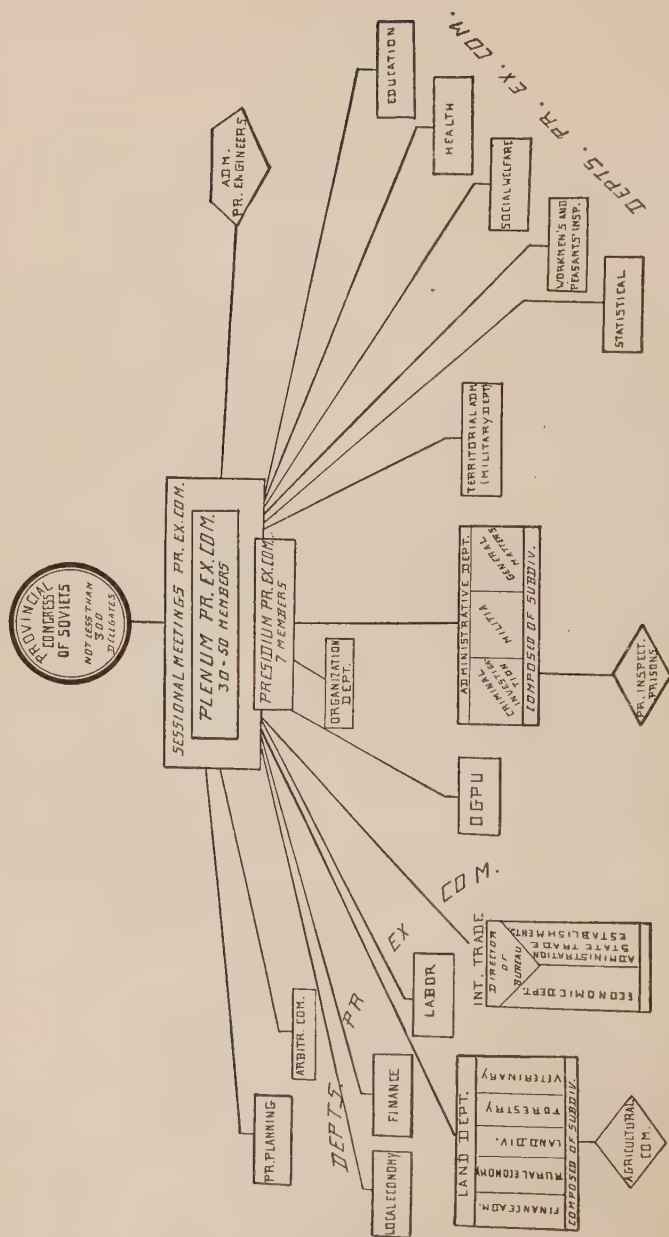 PROVINCIAL
CONGRESS
OF SOVIETS
NOT LESS THAN
300
DELEGATES
SESSIONAL MEETINGS PR. EX. COM.
PLENUM PR. EX. COM.
30-50 MEMBERS
PRESIDIUM PR. EX. COM.
7 MEMBERS
ADM.
PR. ENGINEERS
PR. PLANNING
ARBITR. COM.
ORGANIZATION
DEPT.
DEPTS. PR EX COM.
LOCAL ECONOMY
FINANCE
LAND DEPT.
FINANCE ADM.
RURAL ECONOMY
LAND DIV.
FORESTRY
VETERINARY
COMPOSED OF SUBDIV.
AGRICULTURAL
COM.
LABOR
INT. TRADE
DIRECTOR
OF
BUREAU
ECONOMIC DEPT.
ADMINISTRATION
STATE TRADE
ESTABLISHMENTS
OGPU
ADMINISTRATIVE DEPT.
CRIMINAL
INVESTIGA
TION
MILITIA
GENERAL
MATTERS
COMPOSED OF SUBDIV.
PR. INSPECT.
PRISONS
TERRITORIAL ADM
(MILITARY DEPT)
STATISTICAL
WORKMEN'S AND
PEASANTS' INSP.
SOCIAL WELFARE
HEALTH
EDUCATION
DEPTS. PR. EX. COM.